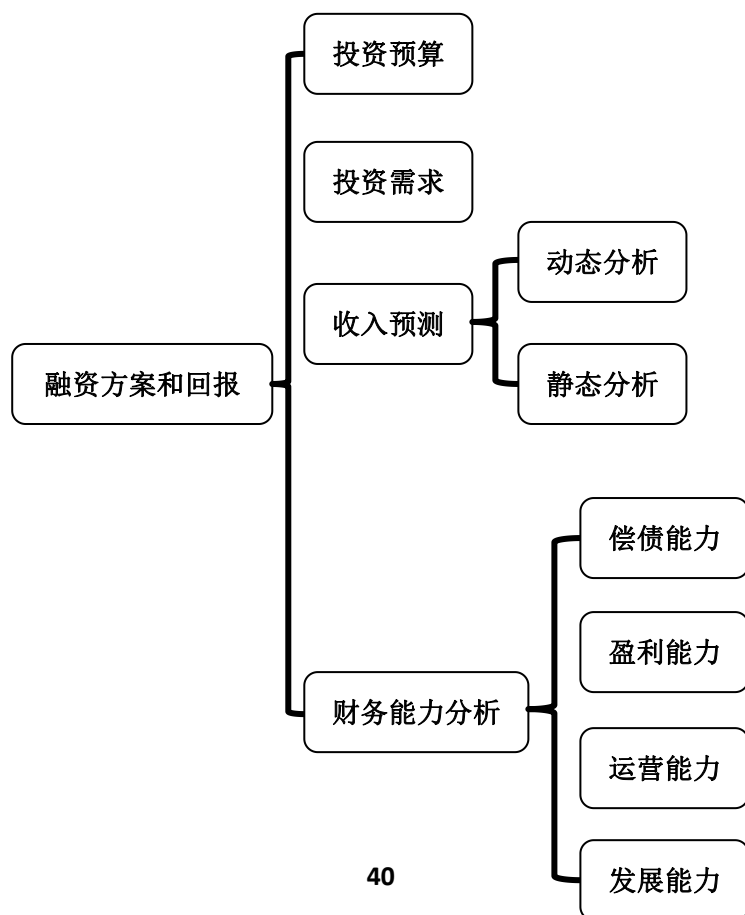 投资预算
投资需求
动态分析
收入预测
静态分析
融资方案和回报
偿债能力
盈利能力
财务能力分析
运营能力
发展能力
40